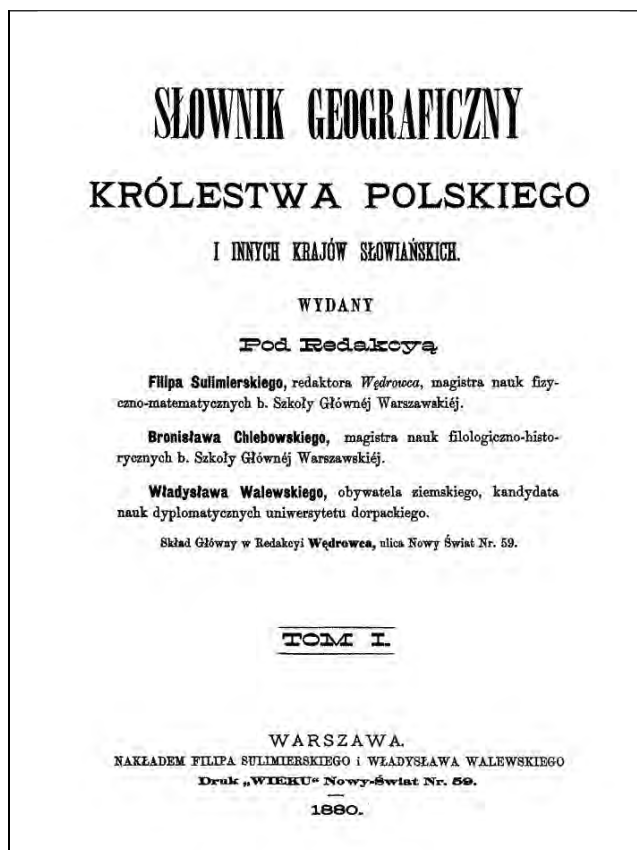 SŁOWNIK GEOGRAFICZNY
KRÓLESTWA POLSKIEGO
I INNYCH KRAJÓW SŁOWIAŃSKICH.
WYDANY
Pod Redakcyą
Filipa Sulimierskiego, redaktora Wędrowca, magistra nauk fizy-
czno-matematycznych b. Szkoły Głównéj Warszawskiéj.
Bronisława Chlebowskiego, magistra nauk filologiczno-histo-
rycznych b. Szkoły Głównéj Warszawskiéj.
Władysława Walewskiego, obywatela ziemskiego, kandydata
nauk dyplomatycznych uniwersytetu dorpackiego.
Skład Główny w Redakcyi Wędrowca, ulica Nowy Świat Nr. 59.
TOM I.
WARSZAWA.
NAKŁADEM FILIPA SULIMIERSKIEGO i WŁADYSŁAWA WALEWSKIEGO
Druk „WIEKU“ Nowy-Świat Nr. 59.
1880.